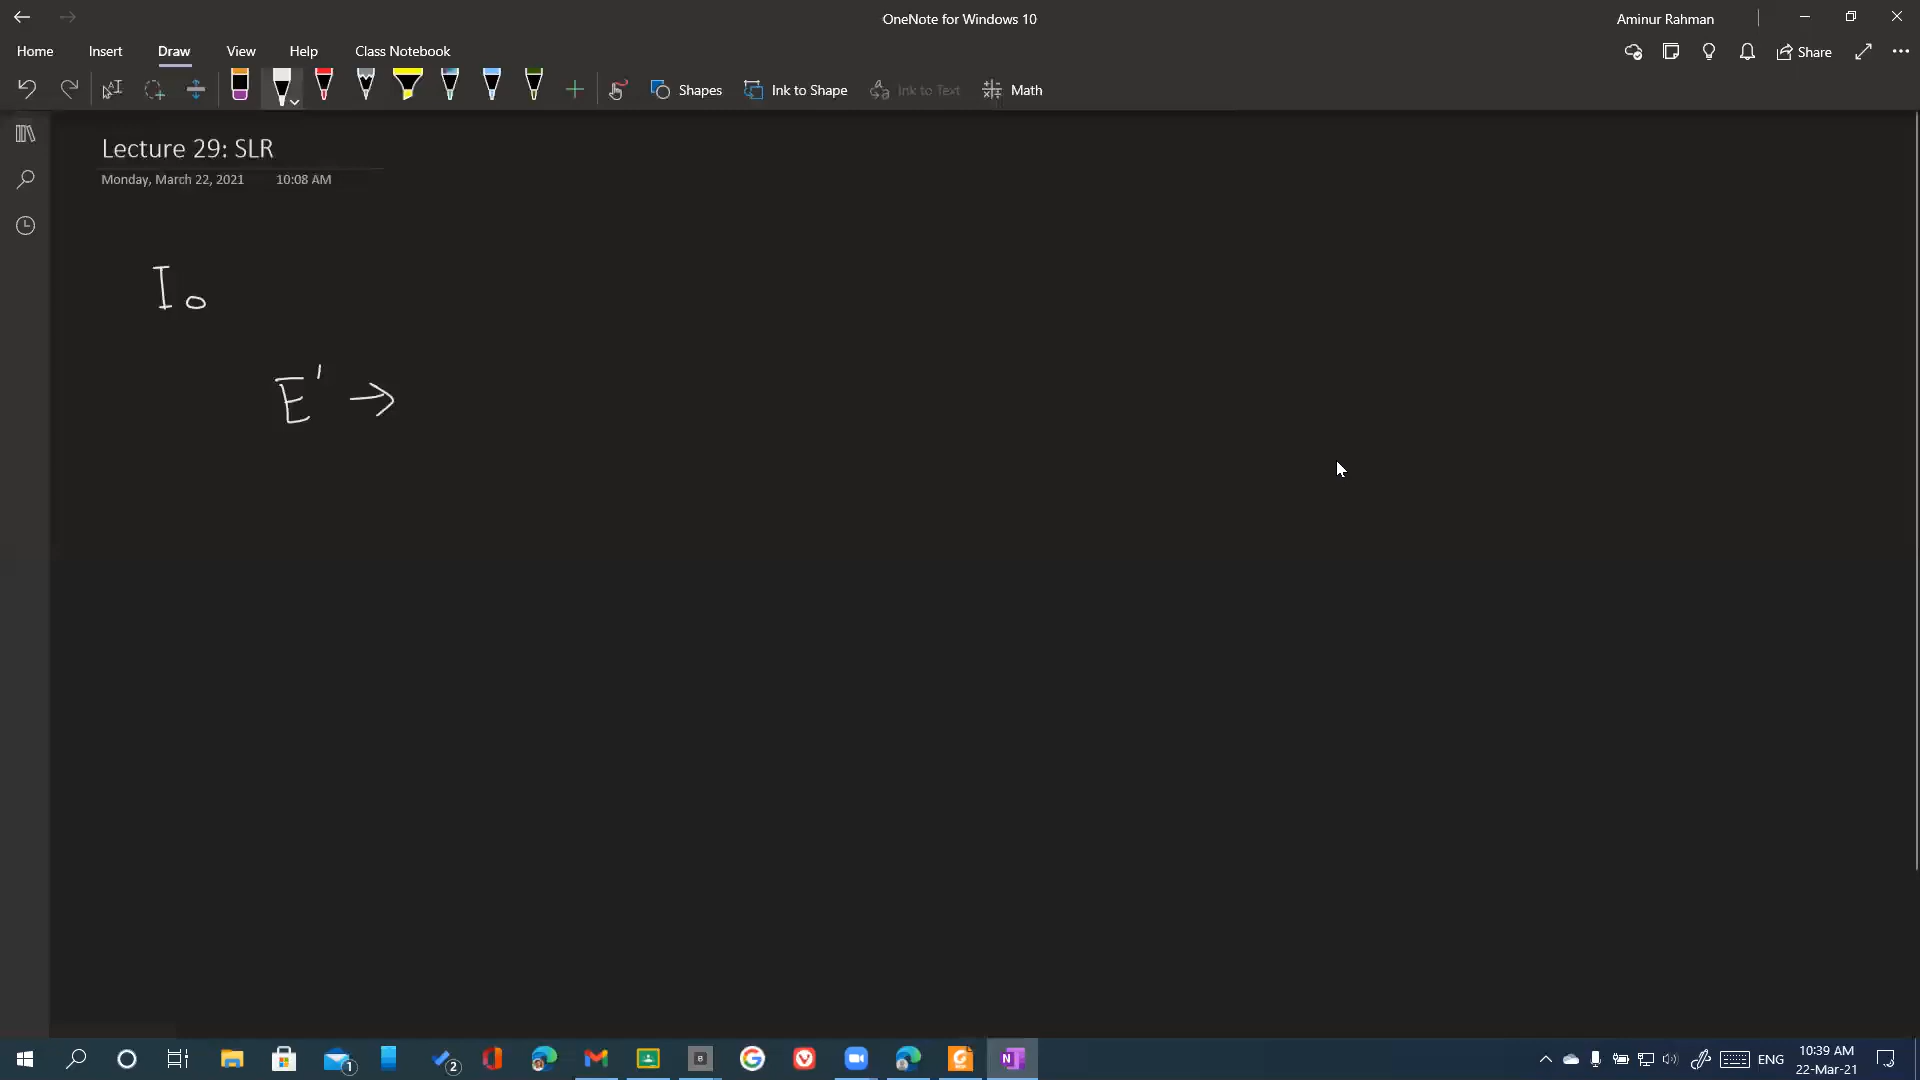 OneNote for Windows 10
Aminur Rahman
Home Insert Draw View Help Class Notebook
Share
Shapes Ink to Shape Ink to Text Math
Lecture 29: SLR
Monday, March 22, 2021 10:08 AM
I₀
E' →
1 2 N ENG 10:39 AM
22-Mar-21